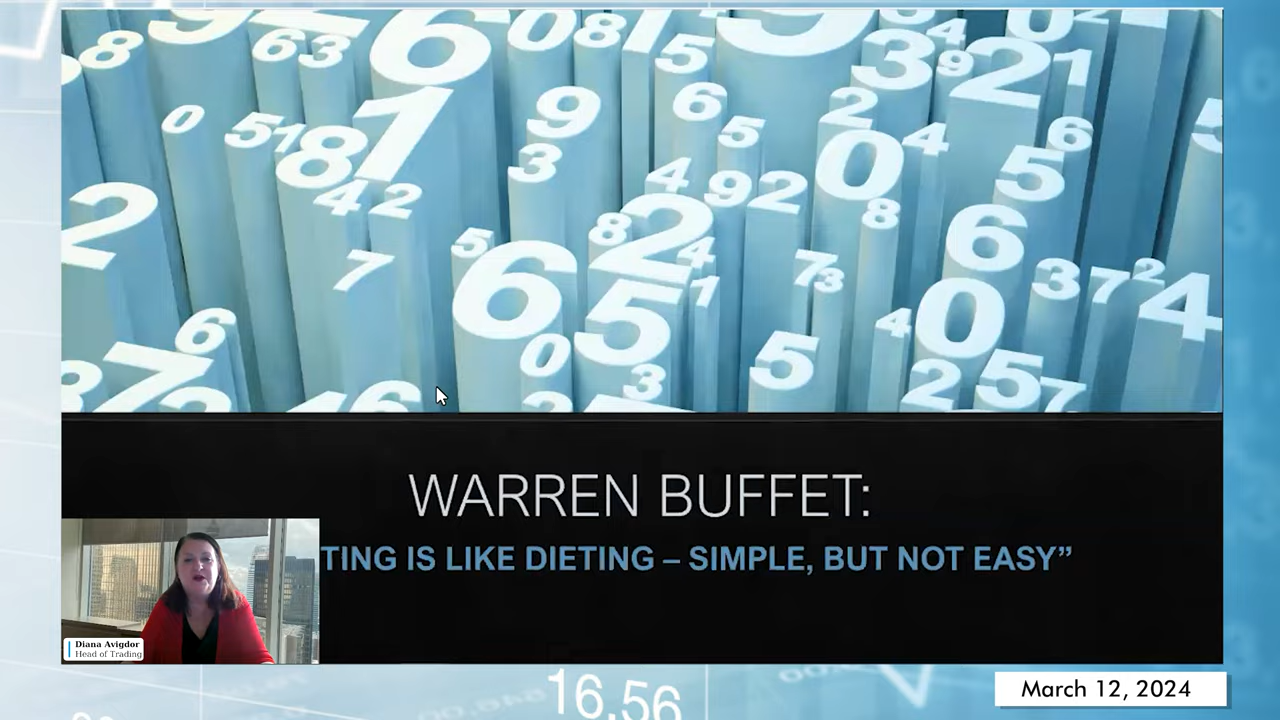 WARREN BUFFET:
TING IS LIKE DIETING – SIMPLE, BUT NOT EASY”
Diana Avigdor
Head of Trading
16,56
March 12, 2024